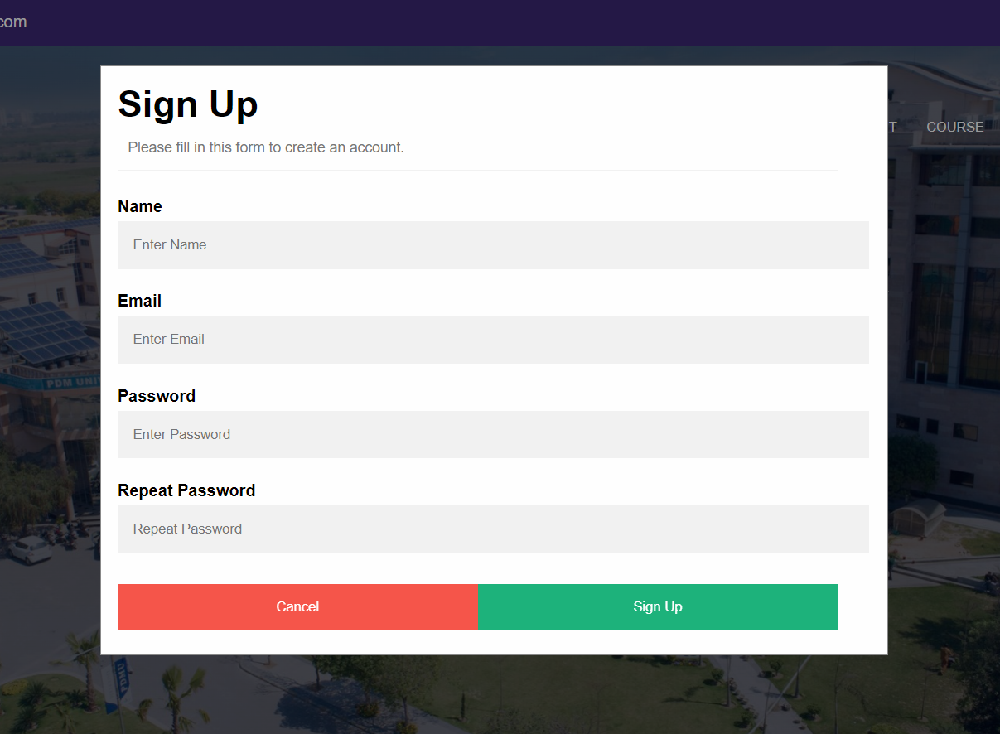 com
Sign Up
COURSE
Please fill in this form to create an account.
Name
Enter Name
Email
Enter Email
PDM
Password
Enter Password
Repeat Password
Repeat Password
Cancel Sign Up
PDMU